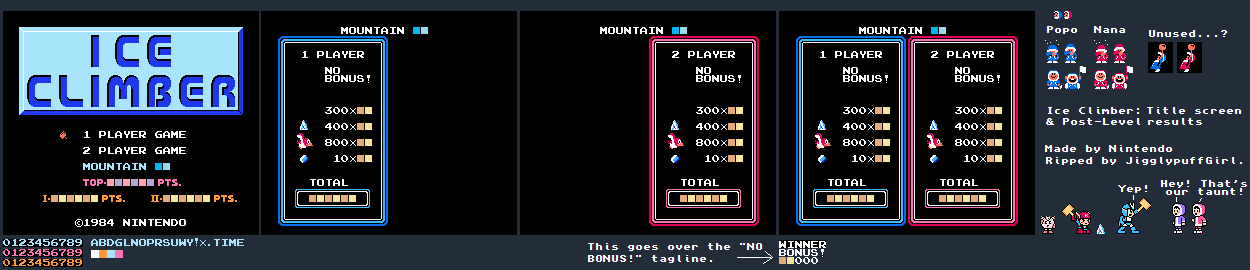 ICE
CLIMBER
1 PLAYER GAME
2 PLAYER GAME
MOUNTAIN
TOP- PTS.
I- PTS. II- PTS.
©1984 NINTENDO
MOUNTAIN
1 PLAYER
NO
BONUS!
300×
400×
800×
10×
TOTAL
MOUNTAIN
2 PLAYER
NO
BONUS!
300×
400×
800×
10×
TOTAL
MOUNTAIN
1 PLAYER
NO
BONUS!
300×
400×
800×
10×
TOTAL
2 PLAYER
NO
BONUS!
300×
400×
800×
10×
TOTAL
Popo Nana
Unused...?
Ice Climber: Title screen
& Post-Level results
Made by Nintendo
Ripped by JigglypuffGirl.
Yep!
Hey! That's
our taunt!
0123456789 ABDGLNOPRSUWY!×.TIME
0123456789
0123456789
This goes over the "NO
BONUS!" tagline.
WINNER
BONUS!
000